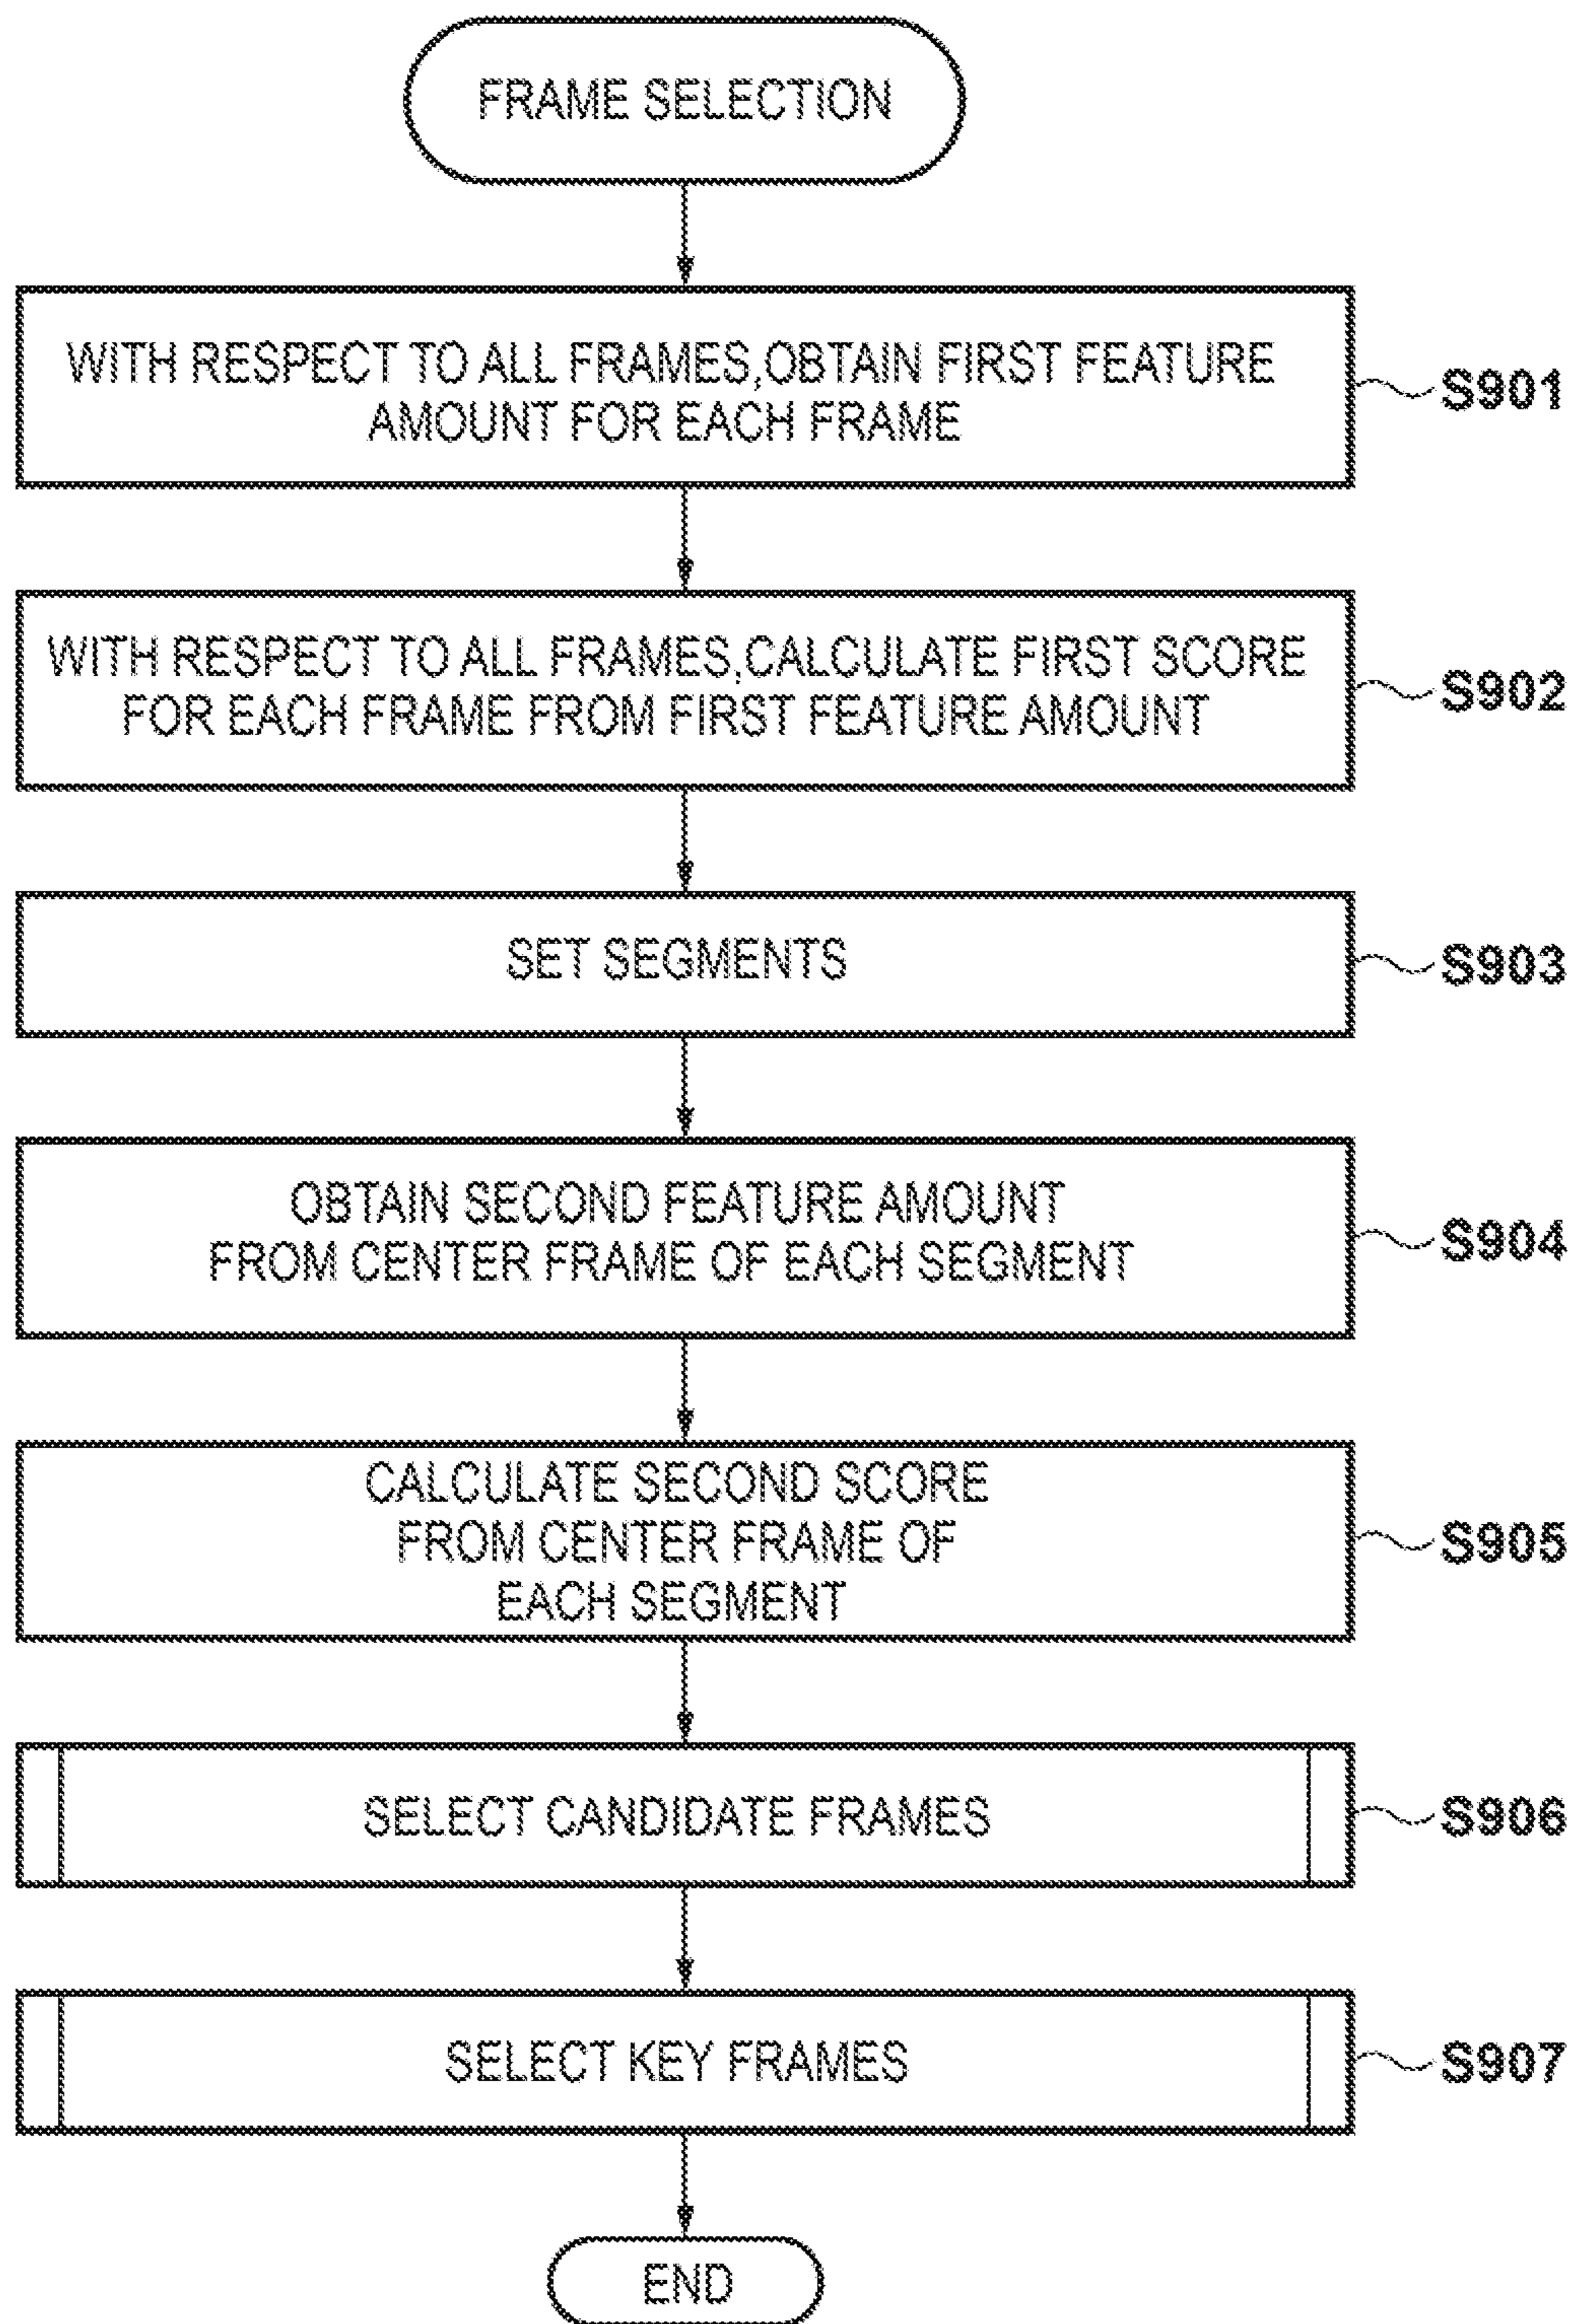 FRAME SELECTION
WITH RESPECT TO ALL FRAMES,OBTAIN FIRST FEATURE
AMOUNT FOR EACH FRAME
S901
WITH RESPECT TO ALL FRAMES,CALCULATE FIRST SCORE
FOR EACH FRAME FROM FIRST FEATURE AMOUNT
S902
SET SEGMENTS
S903
OBTAIN SECOND FEATURE AMOUNT
FROM CENTER FRAME OF EACH SEGMENT
S904
CALCULATE SECOND SCORE
FROM CENTER FRAME OF
EACH SEGMENT
S905
SELECT CANDIDATE FRAMES
S906
SELECT KEY FRAMES
S907
END